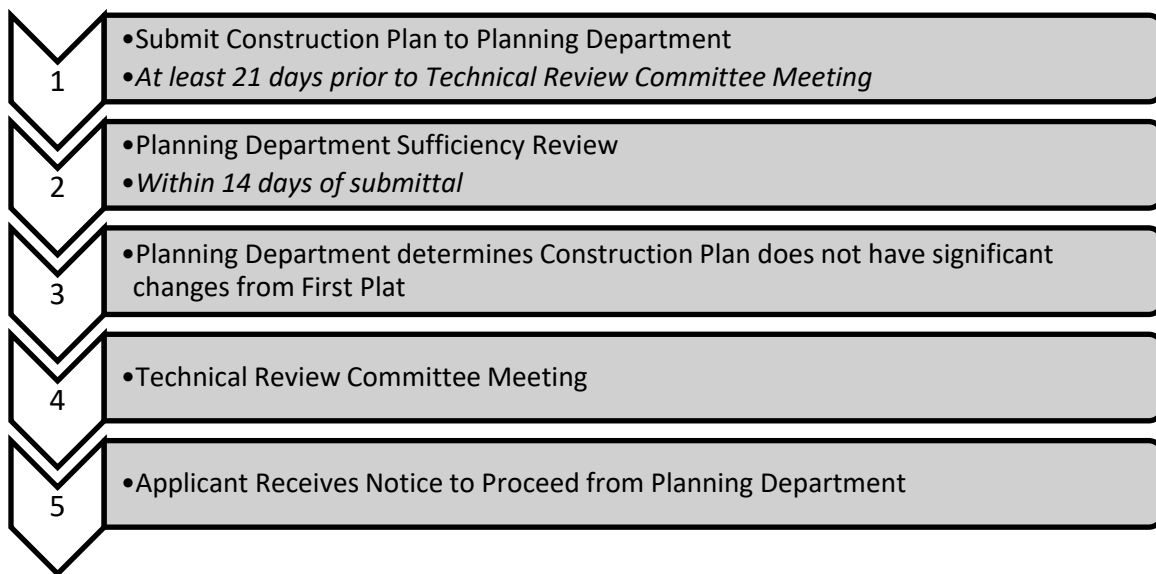 1
•Submit Construction Plan to Planning Department
•At least 21 days prior to Technical Review Committee Meeting
2
•Planning Department Sufficiency Review
•Within 14 days of submittal
3
•Planning Department determines Construction Plan does not have significant
changes from First Plat
4
•Technical Review Committee Meeting
5
•Applicant Receives Notice to Proceed from Planning Department